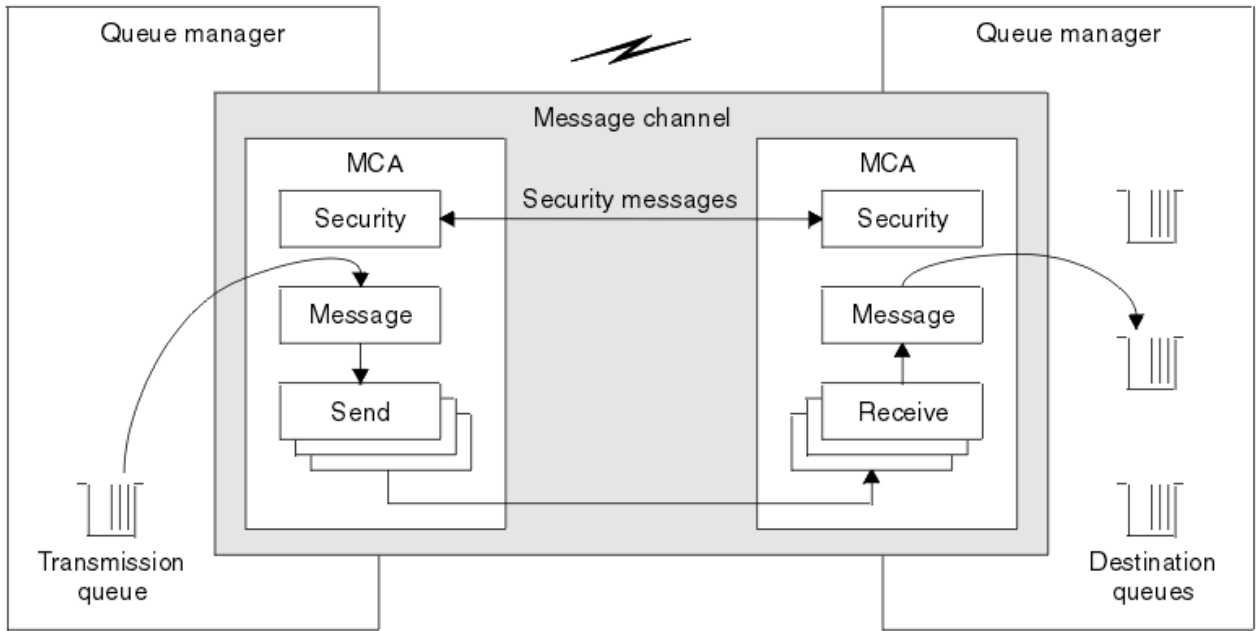 Queue manager
Queue manager
Message channel
MCA
MCA
Security messages
Security
Security
Message
Message
Send
Receive
Transmission
queue
Destination
queues